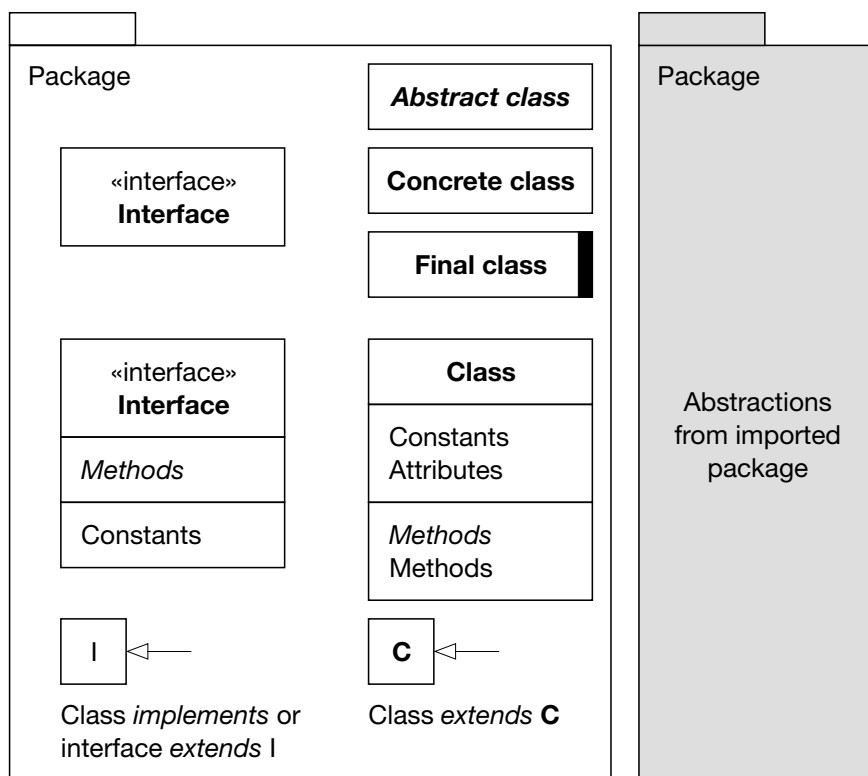 Package
Abstract class
«interface»
Interface
Concrete class
Final class
«interface»
Interface
Methods
Constants
Class
Constants
Attributes
Methods
Methods
I
Class implements or
interface extends I
C
Class extends C
Package
Abstractions
from imported
package